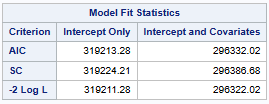 Model Fit Statistics
Criterion Intercept Only Intercept and Covariates
AIC 319213.28 296332.02
SC 319224.21 296386.68
-2 Log L 319211.28 296322.02